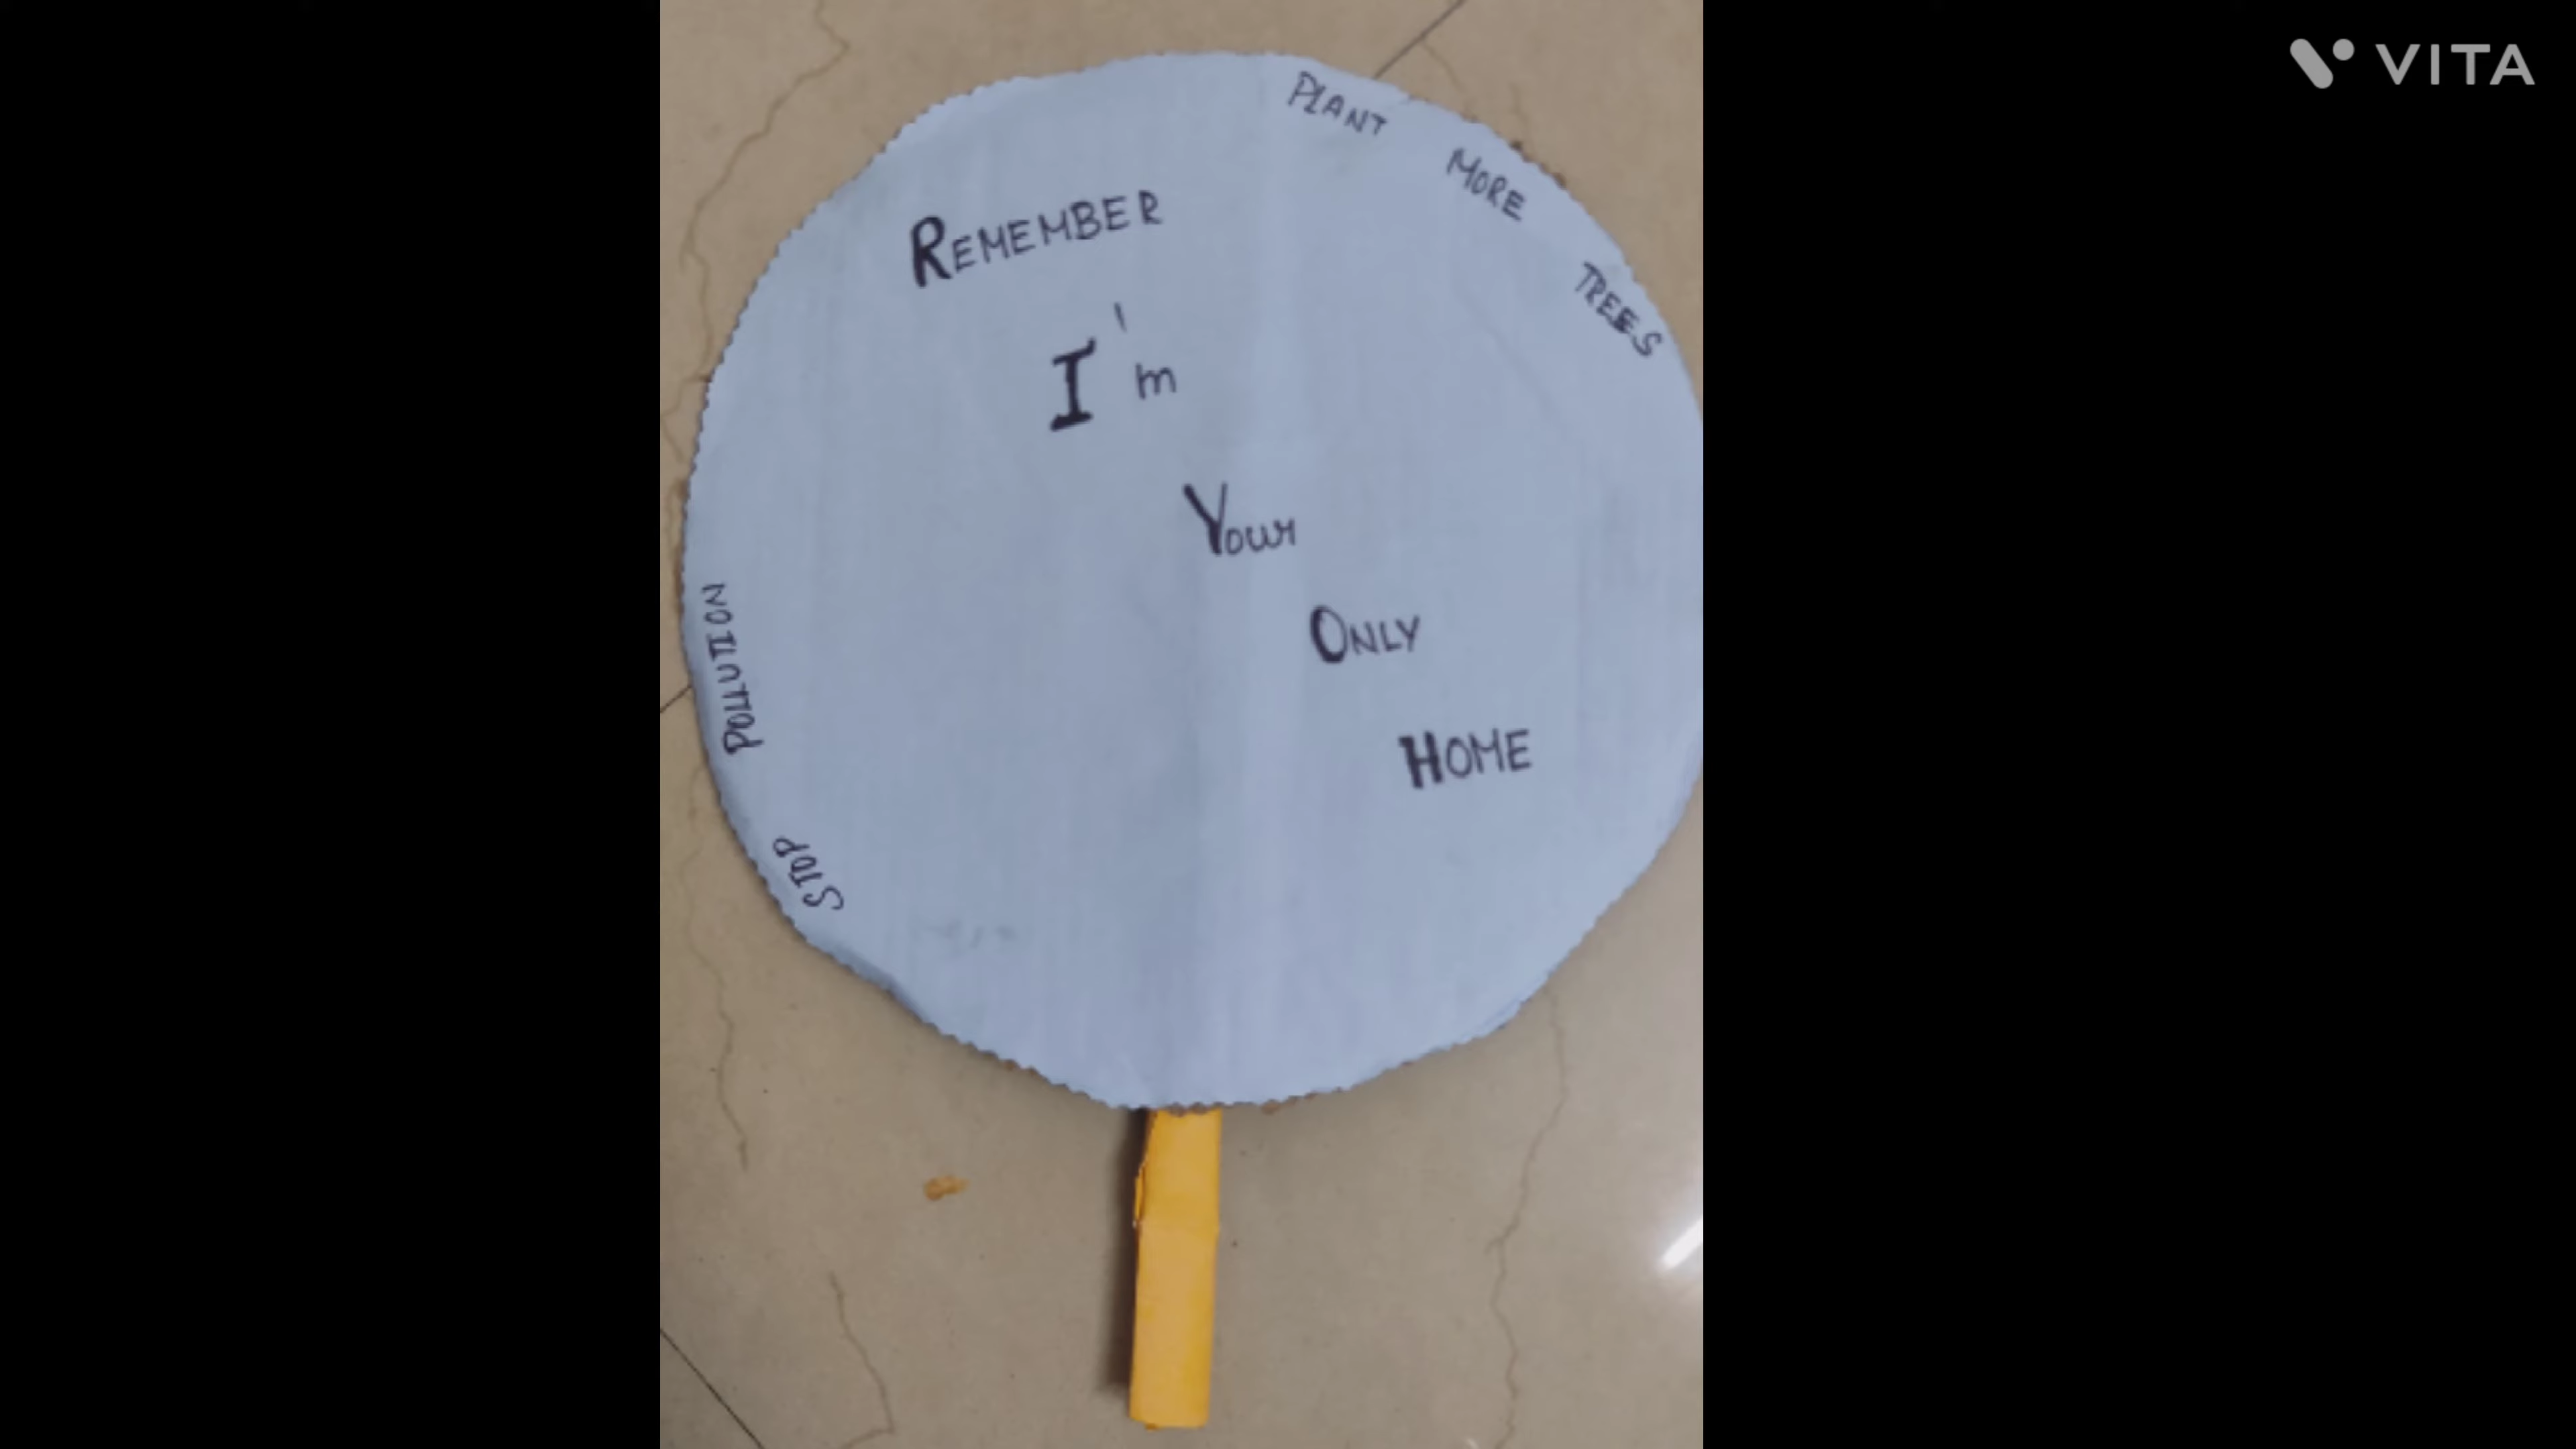 PLANT MORE TREES
REMEMBER
I'm
Your
ONLY
HOME
STOP POLLUTION
VITA